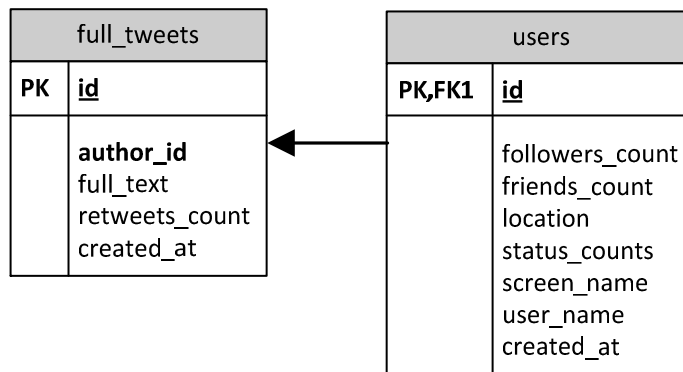 full_tweets
PK id
author_id
full_text
retweets_count
created_at
users
PK,FK1 id
followers_count
friends_count
location
status_counts
screen_name
user_name
created_at